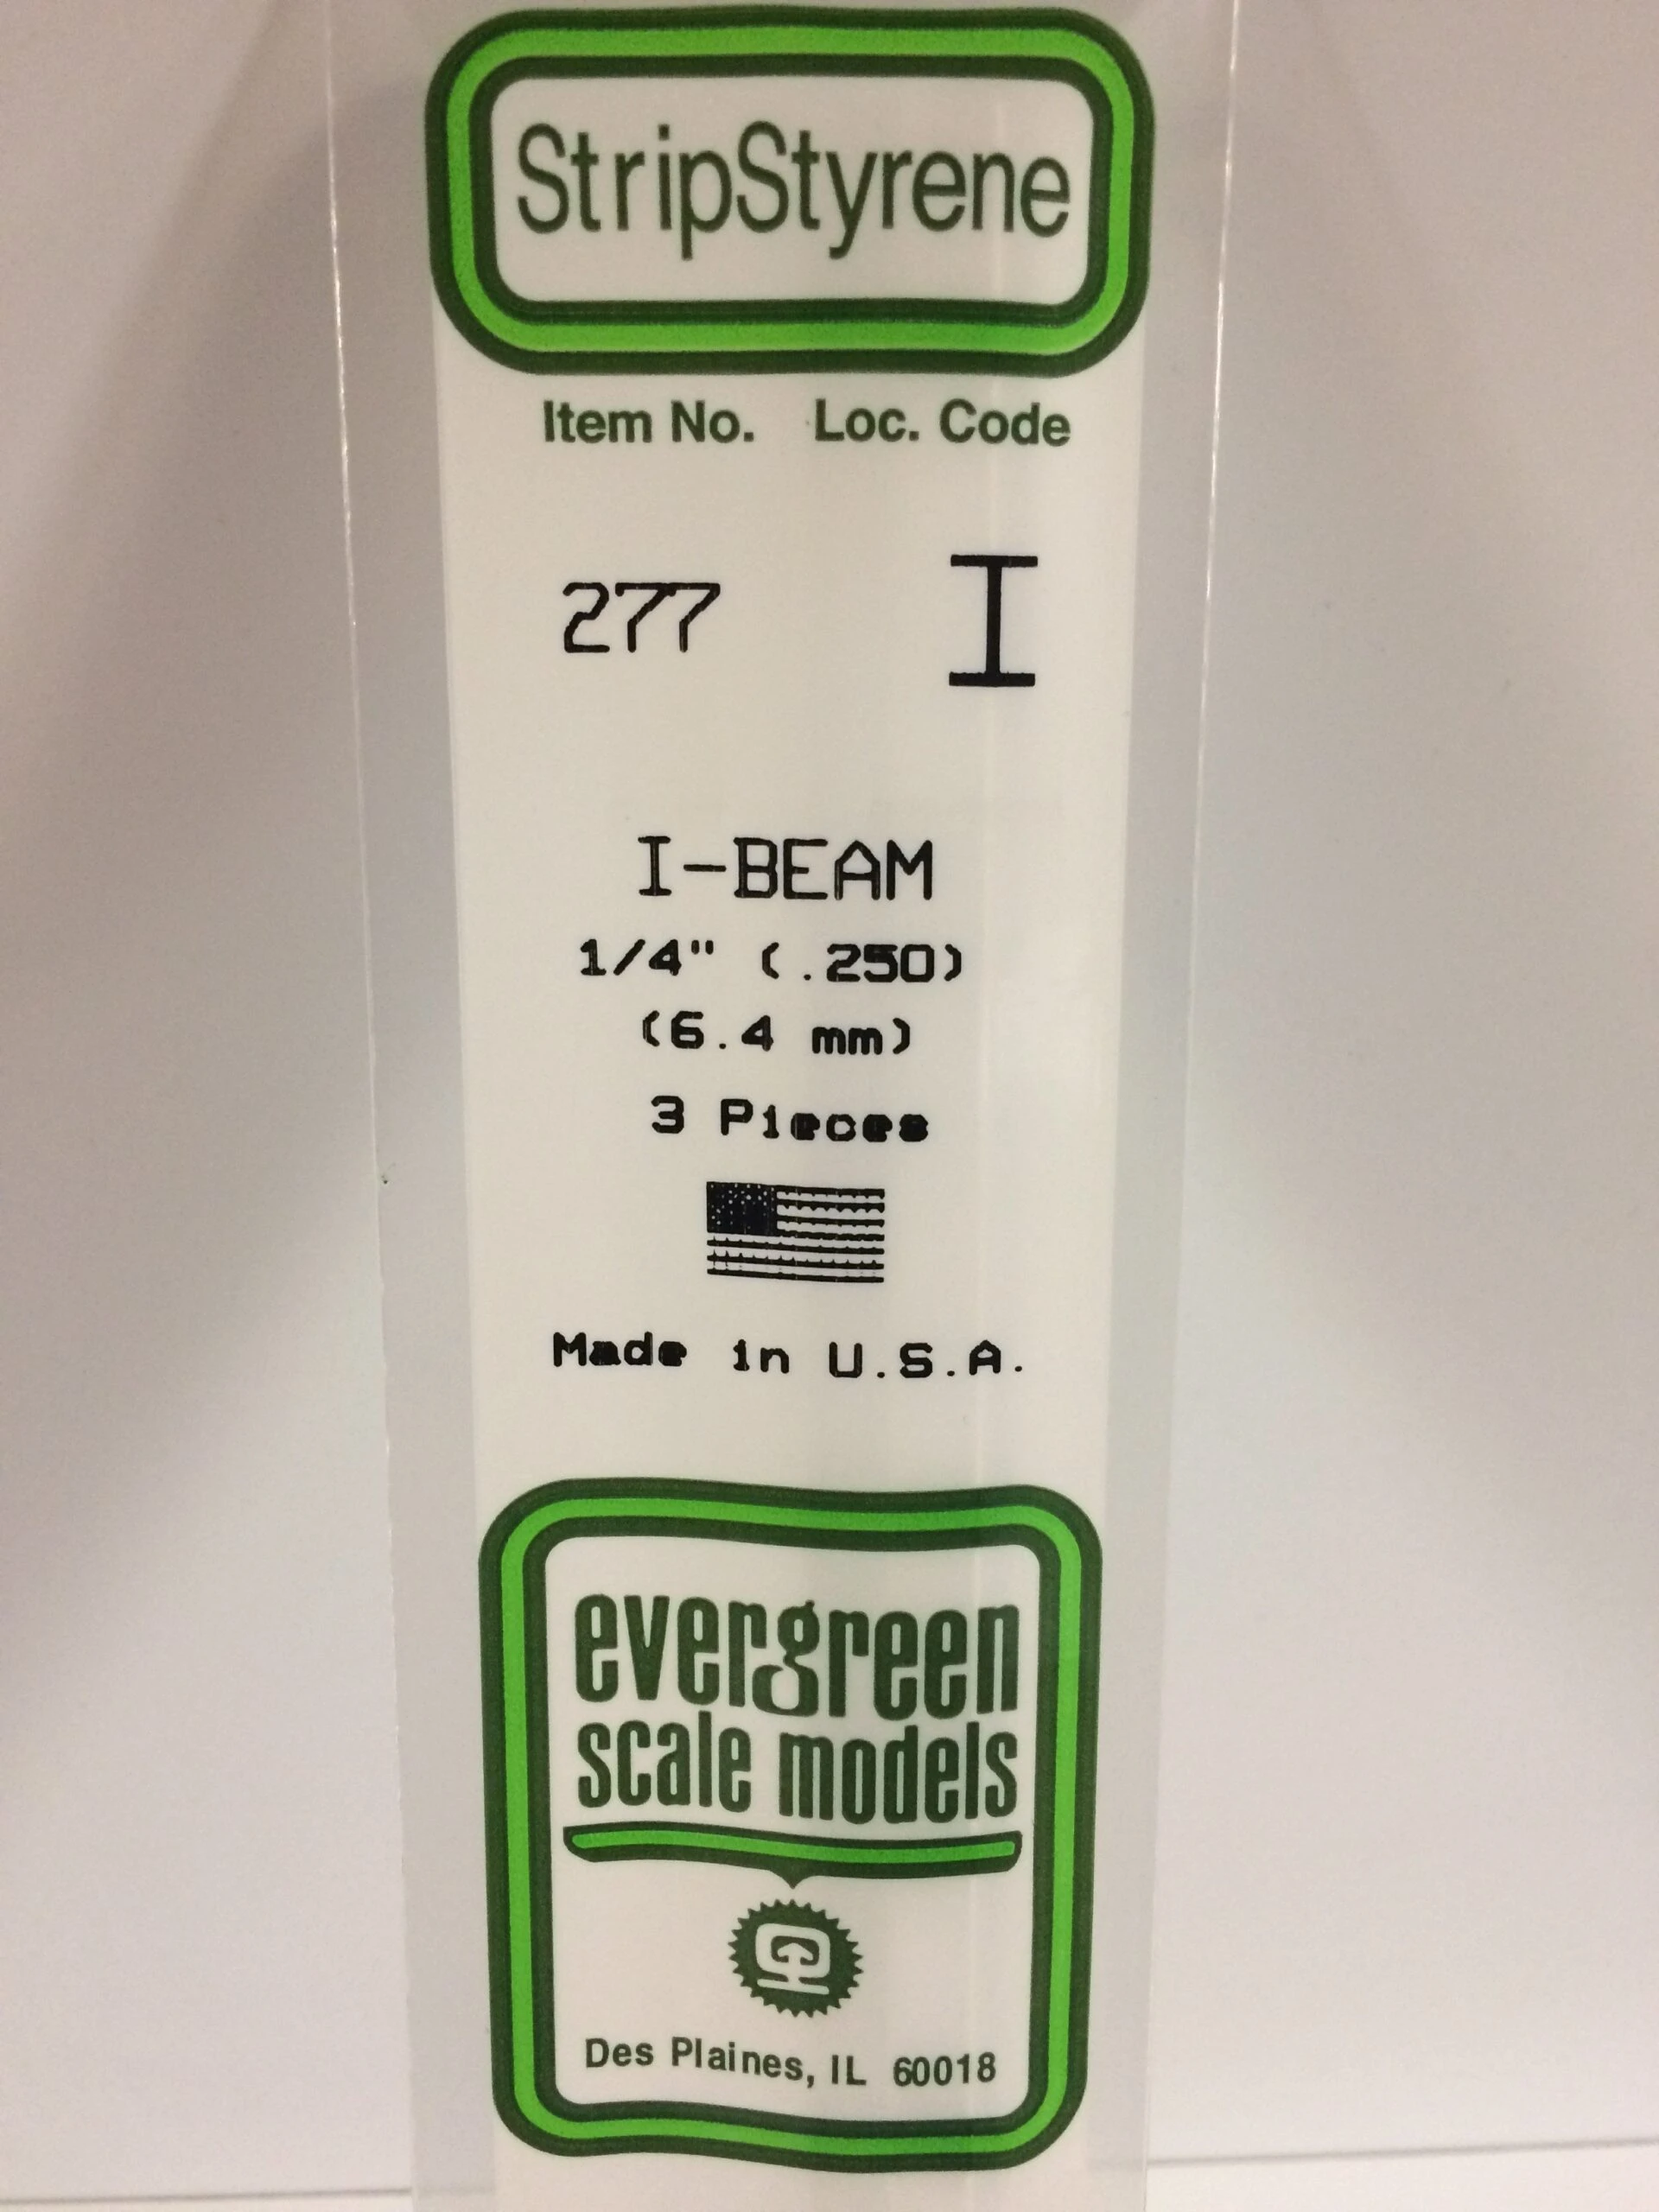 StripStyrene
Item No. Loc. Code
277 I
I-BEAM
1/4" (.250)
(6.4 mm)
3 Pieces
Made in U.S.A.
evergreen
scale models
Des Plaines, IL 60018